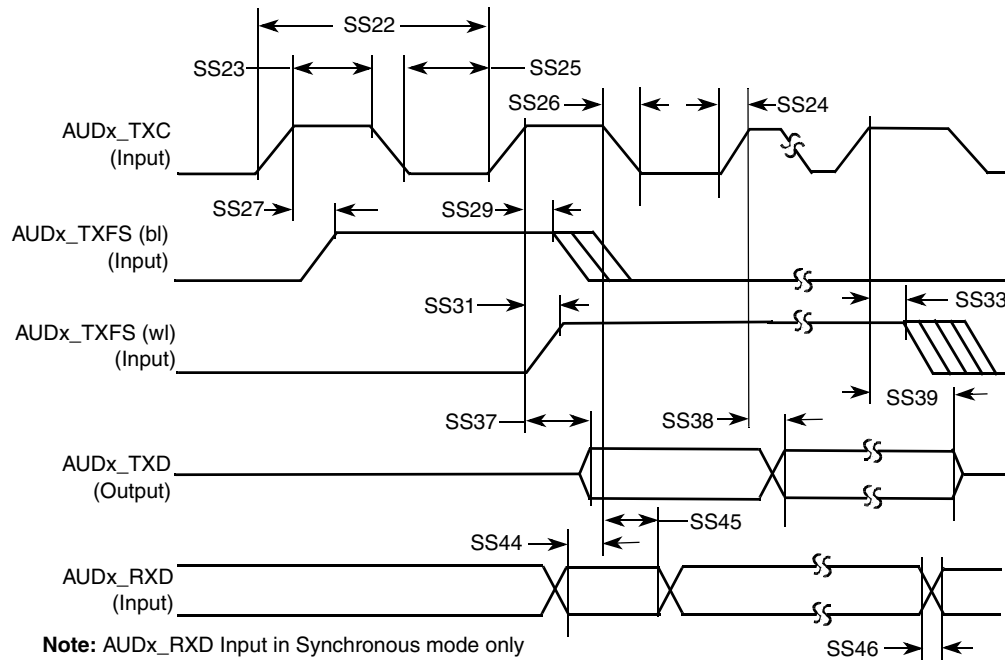 SS22
SS23
SS25
SS26
SS24
AUDx_TXC
(Input)
SS27
SS29
AUDx_TXFS (bl)
(Input)
SS31
SS33
AUDx_TXFS (wl)
(Input)
SS39
SS37
SS38
AUDx_TXD
(Output)
SS45
SS44
AUDx_RXD
(Input)
Note: AUDx_RXD Input in Synchronous mode only
SS46